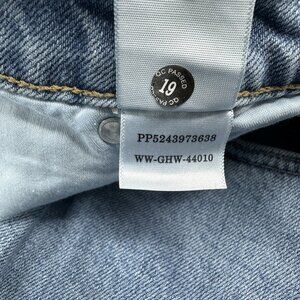 QC PASSED
19
QC PASSED
PP5243973638
WW-GHW-44010